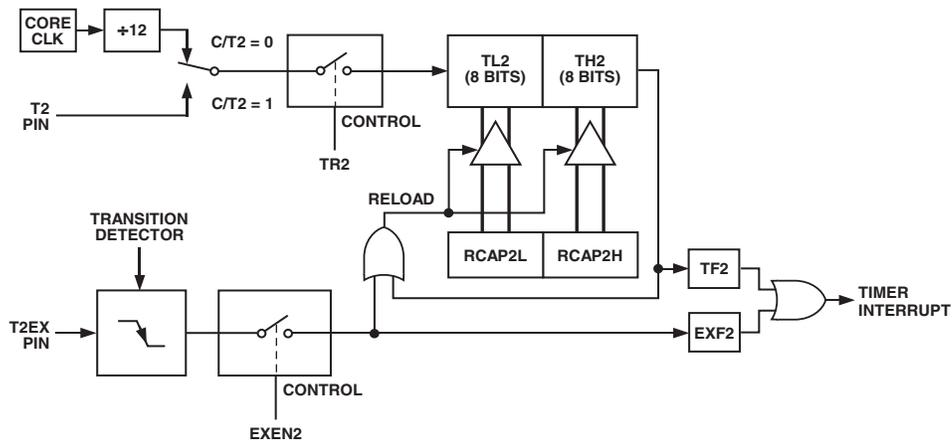 CORE
CLK
÷12
C/T2 = 0
C/T2 = 1
T2
PIN
CONTROL
TR2
TL2
(8 BITS)
TH2
(8 BITS)
RELOAD
TRANSITION
DETECTOR
RCAP2L
RCAP2H
TF2
TIMER
INTERRUPT
T2EX
PIN
EXF2
CONTROL
EXEN2